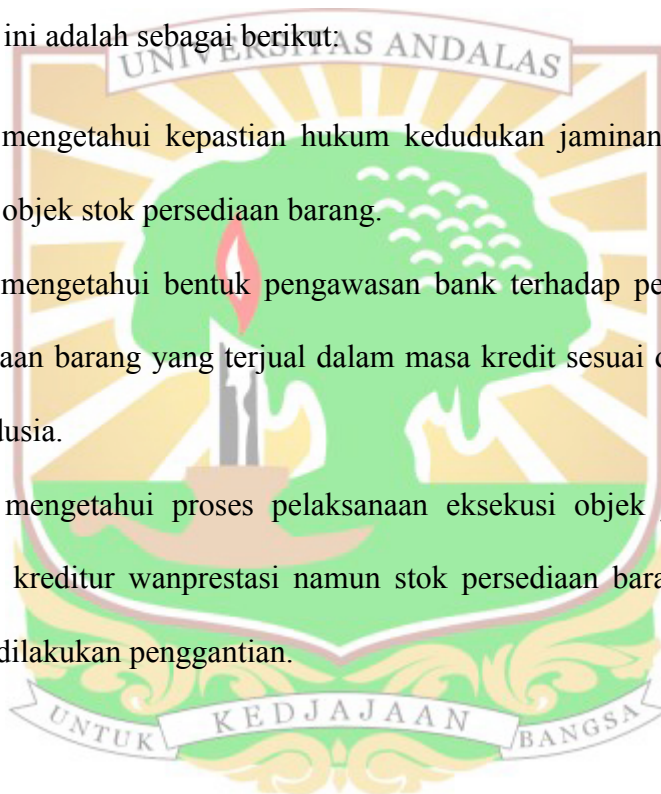 ini adalah sebagai berikut:
UNIVERSITAS ANDALAS
mengetahui kepastian hukum kedudukan jaminan
objek stok persediaan barang.
mengetahui bentuk pengawasan bank terhadap pe
aan barang yang terjual dalam masa kredit sesuai
dusia.
mengetahui proses pelaksanaan eksekusi objek
kreditur wanprestasi namun stok persediaan bara
dilakukan penggantian.
UNTUK KEDJAJAAN BANGSA